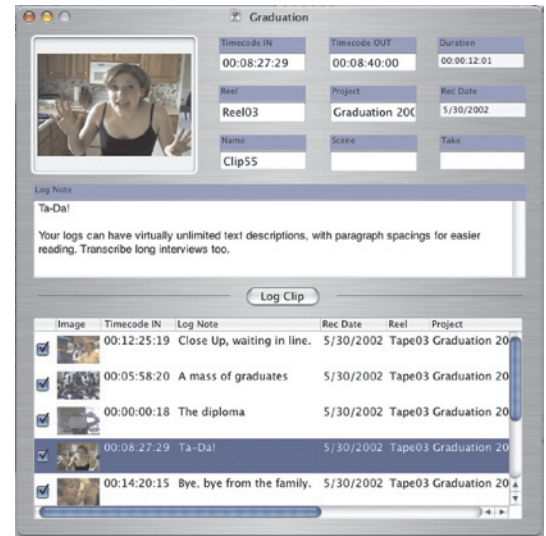 Graduation
Timecode IN Timecode OUT Duration
00:08:27:29 00:08:40:00 00:00:12:01
Reel Project Rec Date
Reel03 Graduation 200 5/30/2002
Name Scene Take
Clip55
Log Note
Ta-Da!
Your logs can have virtually unlimited text descriptions, with paragraph spacings for easier
reading. Transcribe long interviews too.
Log Clip
Image Timecode IN Log Note Rec Date Reel Project
00:12:25:19 Close Up, waiting in line. 5/30/2002 Tape03 Graduation 20
00:05:58:20 A mass of graduates 5/30/2002 Tape03 Graduation 20
00:00:00:18 The diploma 5/30/2002 Tape03 Graduation 20
00:08:27:29 Ta-Da! 5/30/2002 Tape03 Graduation 20
00:14:20:15 Bye, bye from the family. 5/30/2002 Tape03 Graduation 20